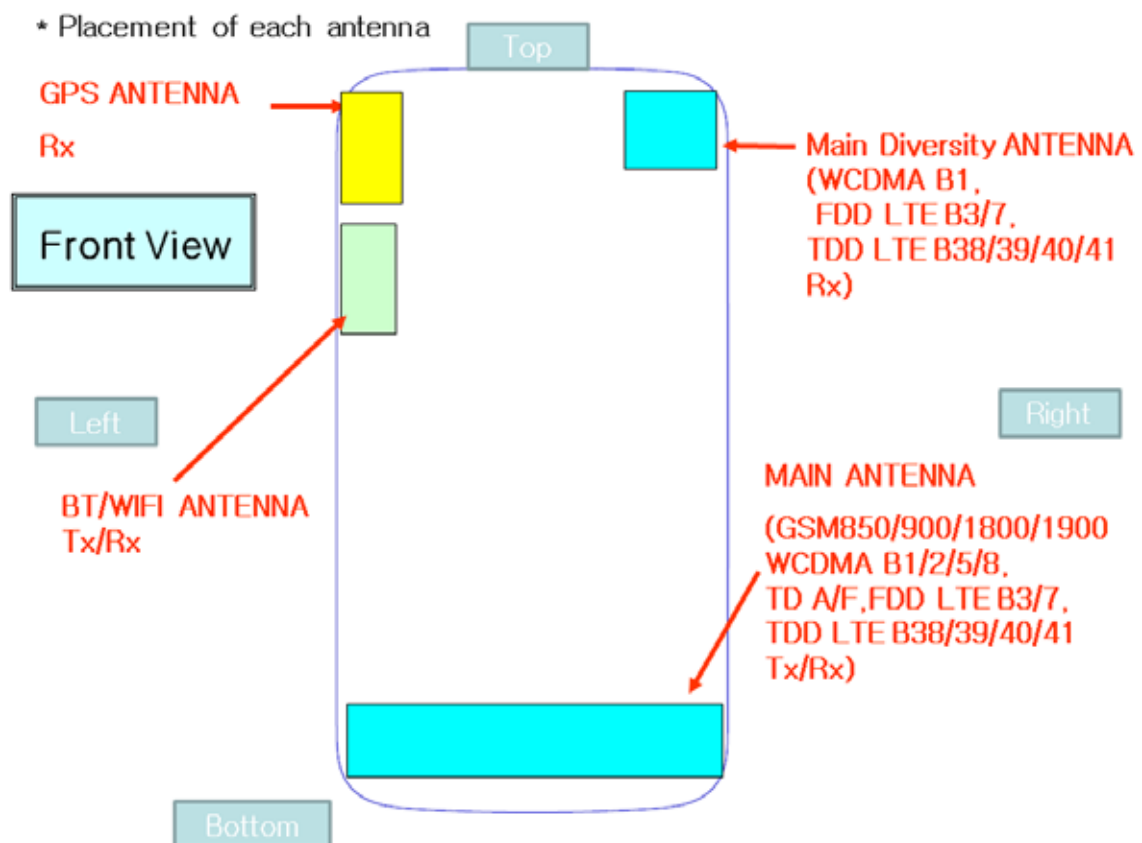 * Placement of each antenna
Top
GPS ANTENNA
Rx
Main Diversity ANTENNA
(WCDMA B1,
FDD LTE B3/7,
TDD LTE B38/39/40/41
Rx)
Front View
Left
Right
BT/WIFI ANTENNA
Tx/Rx
MAIN ANTENNA
(GSM850/900/1800/1900
WCDMA B1/2/5/8,
TD A/F,FDD LTE B3/7,
TDD LTE B38/39/40/41
Tx/Rx)
Bottom